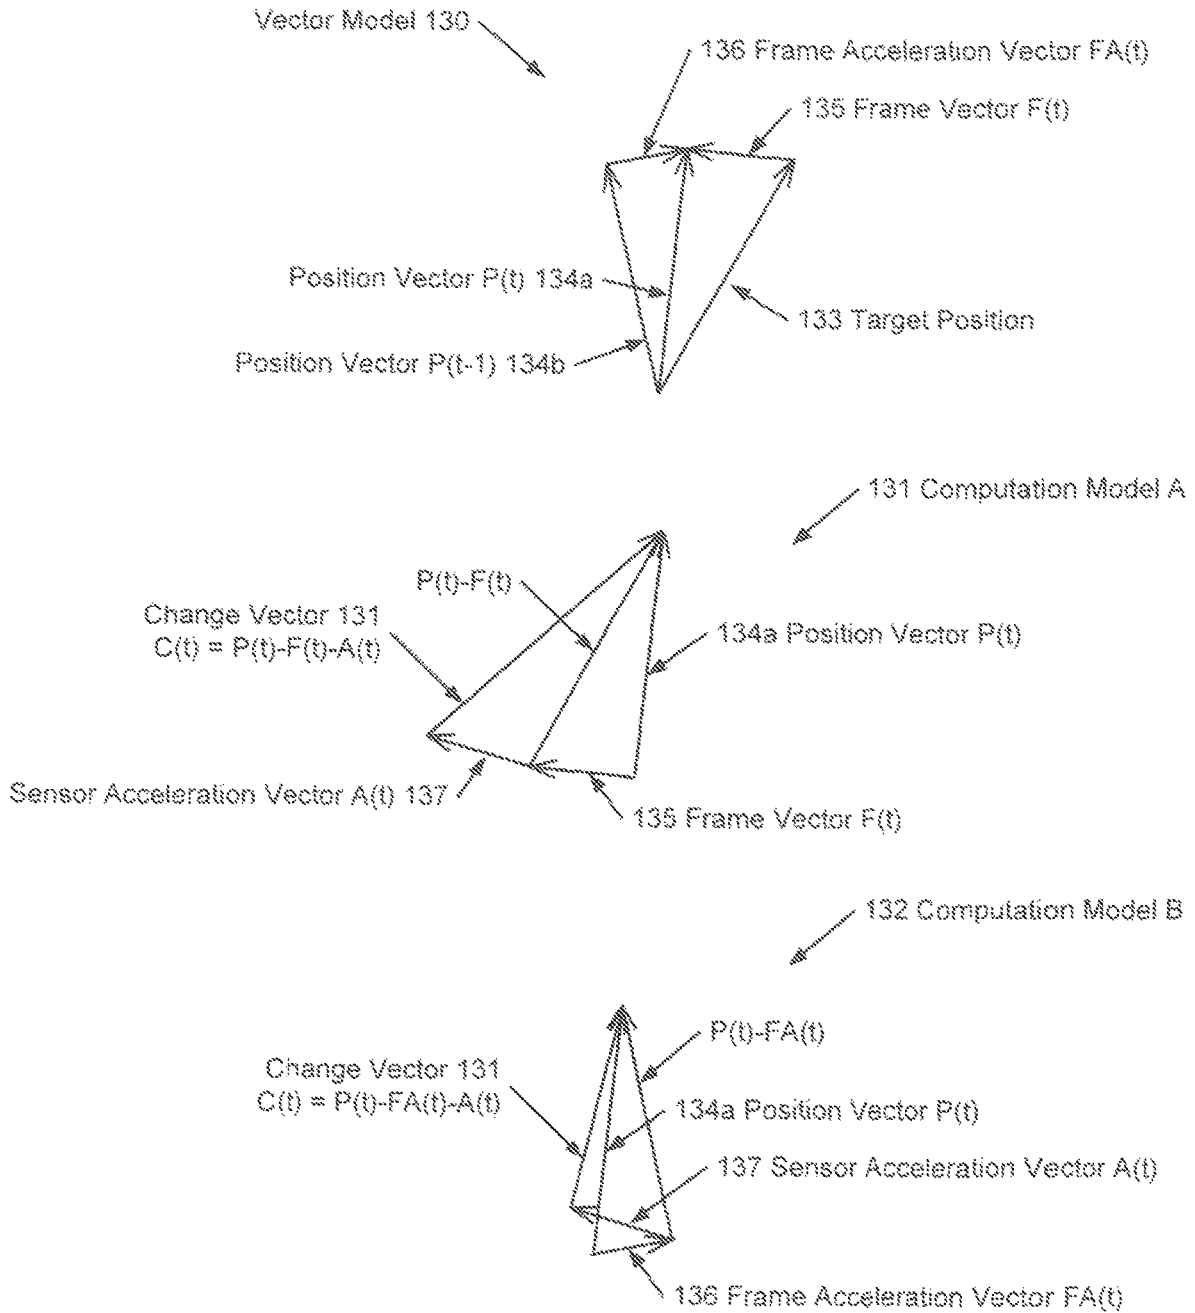 Vector Model 130
136 Frame Acceleration Vector FA(t)
135 Frame Vector F(t)
Position Vector P(t) 134a
133 Target Position
Position Vector P(t-1) 134b
131 Computation Model A
P(t)-F(t)
Change Vector 131
C(t) = P(t)-F(t)-A(t)
134a Position Vector P(t)
Sensor Acceleration Vector A(t) 137
135 Frame Vector F(t)
132 Computation Model B
P(t)-FA(t)
Change Vector 131
C(t) = P(t)-FA(t)-A(t)
134a Position Vector P(t)
137 Sensor Acceleration Vector A(t)
136 Frame Acceleration Vector FA(t)